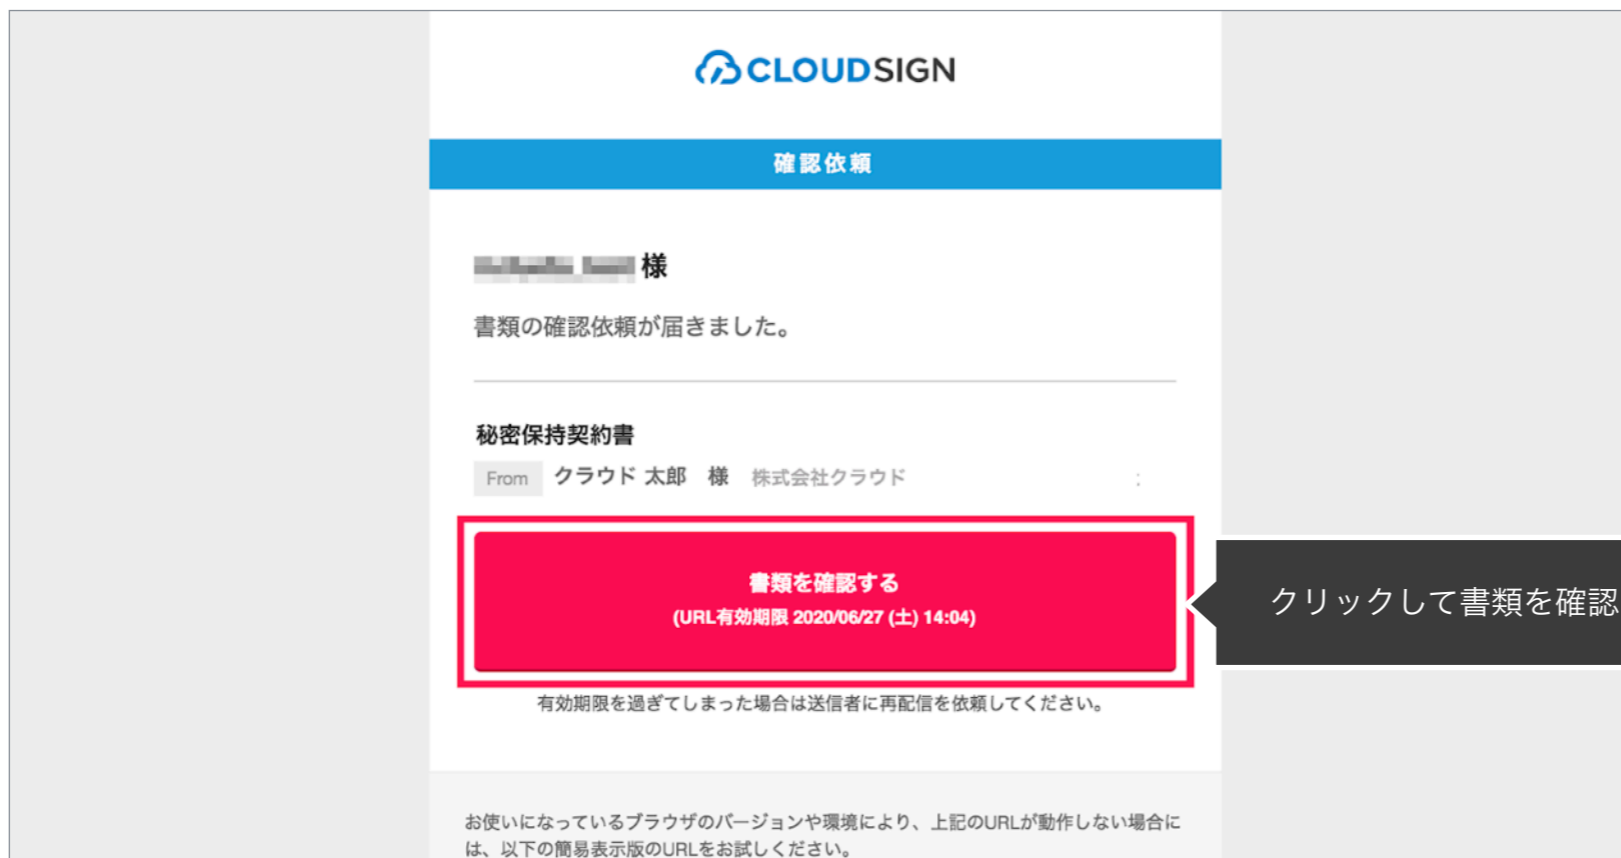 CLOUDSIGN
確認依頼
様
書類の確認依頼が届きました。
秘密保持契約書
From クラウド 太郎　様 株式会社クラウド :
書類を確認する
(URL有効期限 2020/06/27 (土) 14:04)
クリックして書類を確認
有効期限を過ぎてしまった場合は送信者に再配信を依頼してください。
お使いになっているブラウザのバージョンや環境により、上記のURLが動作しない場合に
は、以下の簡易表示版のURLをお試しください。